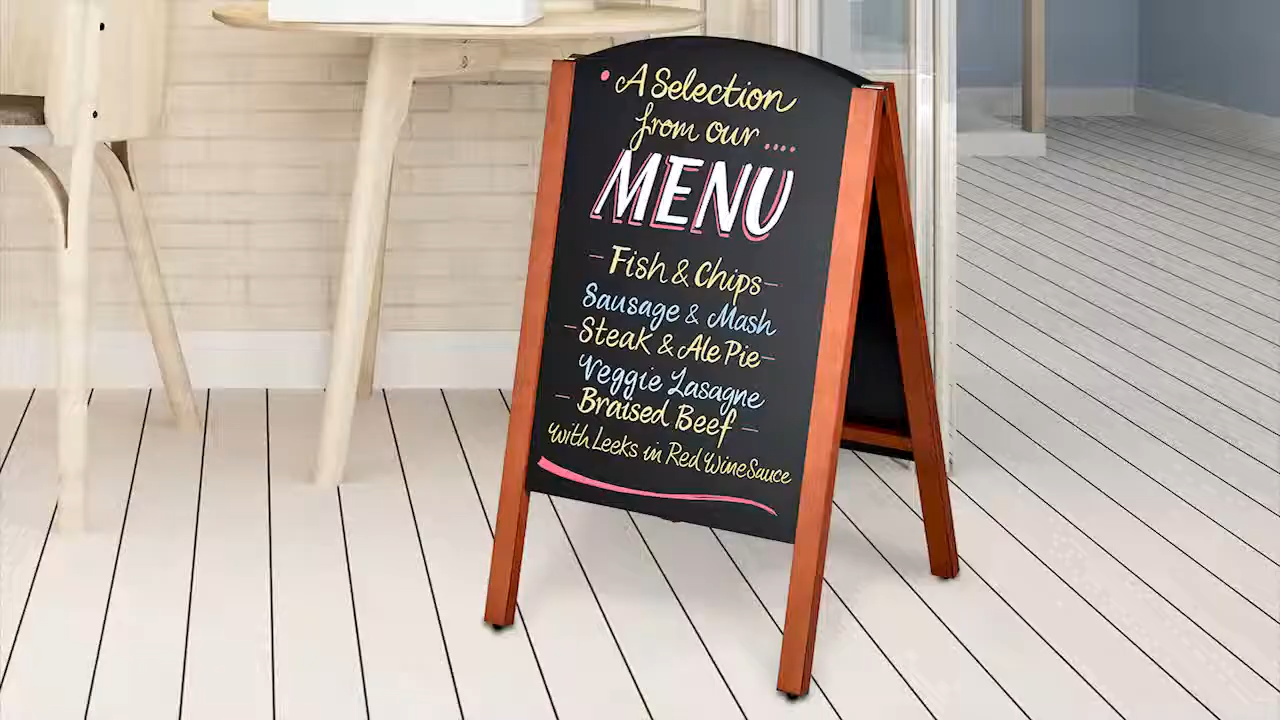 A Selection
from our ....
MENU
- Fish & Chips -
Sausage & Mash
- Steak & Ale Pie -
Veggie Lasagne
- Braised Beef -
with Leeks in Red Wine Sauce